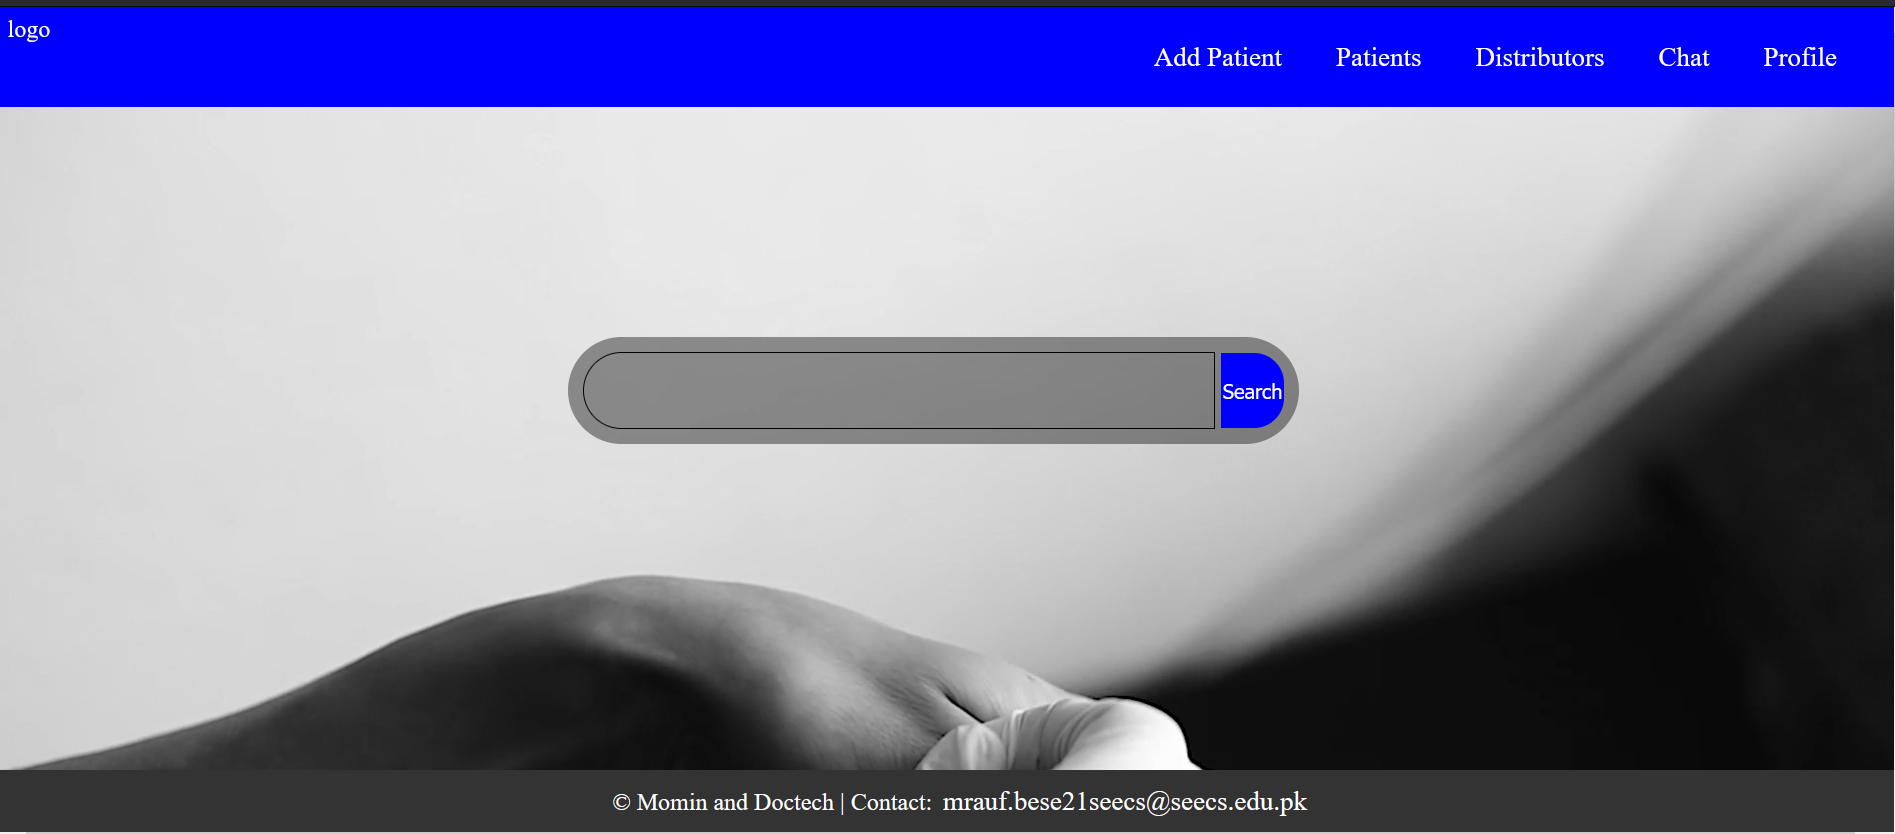 logo
Add Patient Patients Distributors Chat Profile
Search
© Momin and Doctech | Contact: mrauf.bese21seecs@seecs.edu.pk